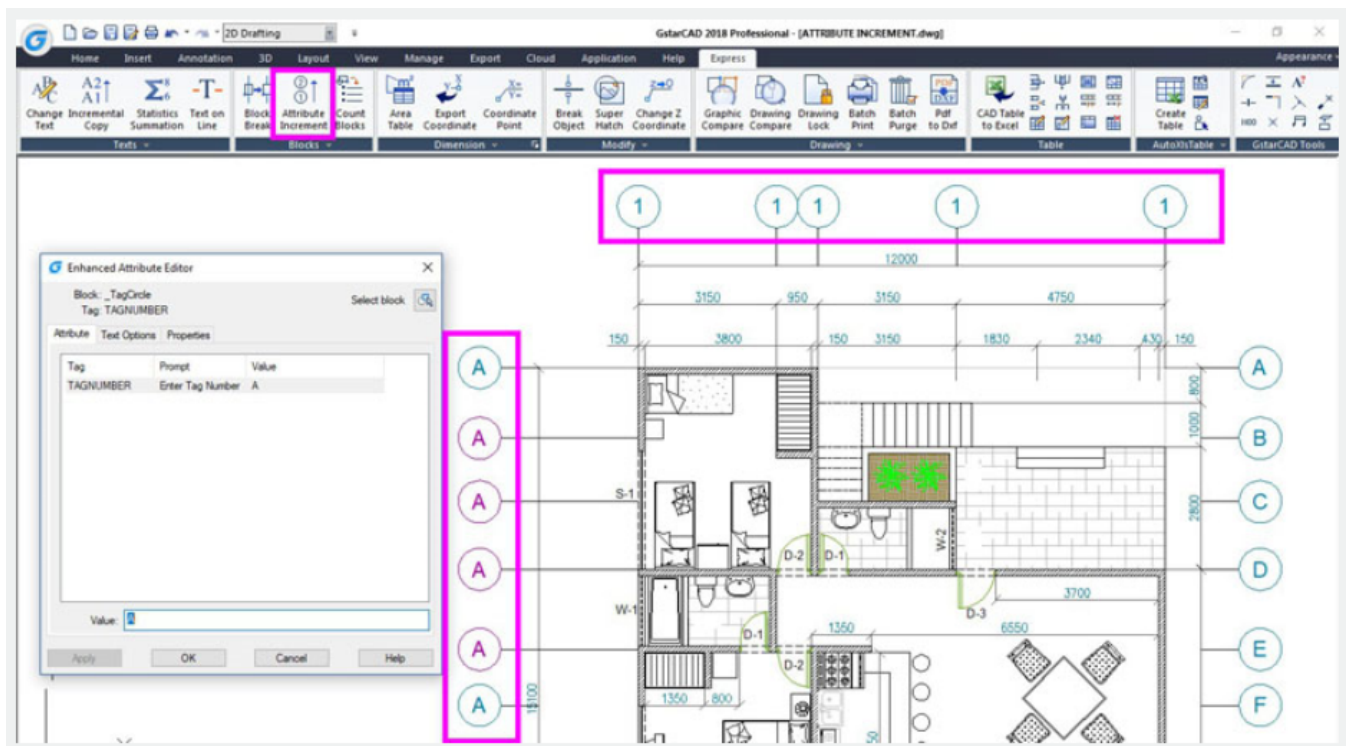 2D Drafting
GstarCAD 2018 Professional - [ATTRIBUTE INCREMENT.dwg]
Home Insert Annotation 3D Layout View Manage Export Cloud Application Help Express Appearance
Change Text
Incremental Copy
Statistics Summation
Text on Line
Block Break
Attribute Increment
Count Blocks
Area Table
Export Coordinate
Coordinate Point
Break Object
Super Hatch
Change Z Coordinate
Graphic Compare
Drawing Compare
Drawing Lock
Batch Print
Batch Purge
Pdf to Dxf
CAD Table to Excel
Create Table
Texts Blocks Dimension Modify Drawing Table AutoXlsTable GstarCAD Tools
1 1 1 1 1
12000
3150 950 3150 4750
150 3800 150 3150 1830 2340 430 150
Enhanced Attribute Editor
Block: _TagCircle
Tag: TAGNUMBER
Select block
Attribute Text Options Properties
Tag Prompt Value
TAGNUMBER Enter Tag Number A
Value: A
Apply OK Cancel Help
A A
800
A 1000 B
S-1
A 2800 C
W-2
D-2 D-1
A D
3700
W-1 D-3
D-1 1350 6550
A E
D-2
1350 800
A 15100 F